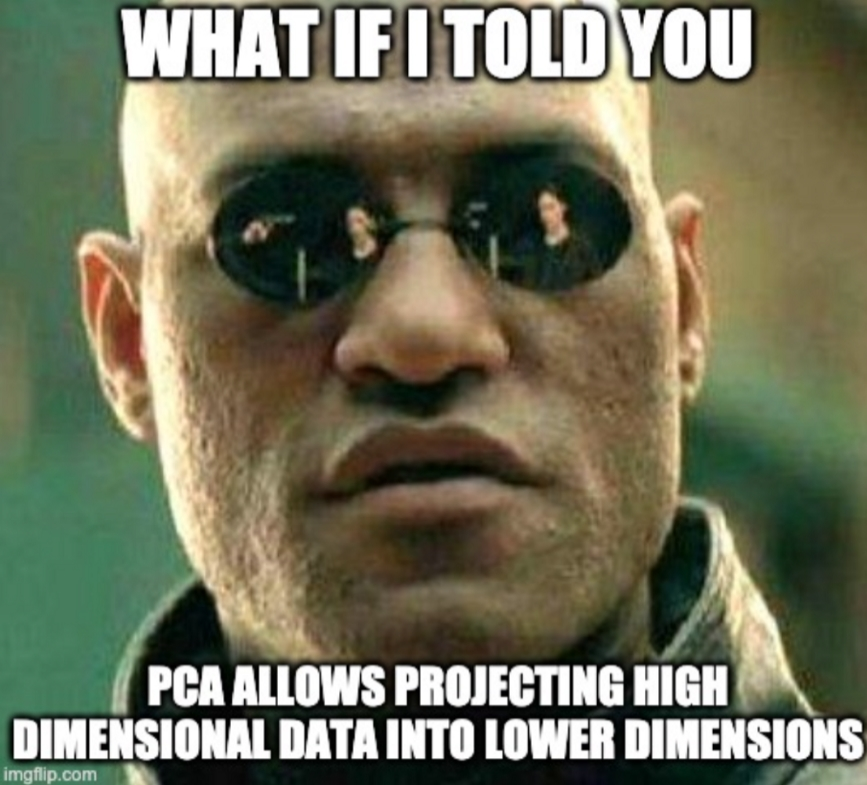 WHAT IF I TOLD YOU
PCA ALLOWS PROJECTING HIGH
DIMENSIONAL DATA INTO LOWER DIMENSIONS
imgflip.com